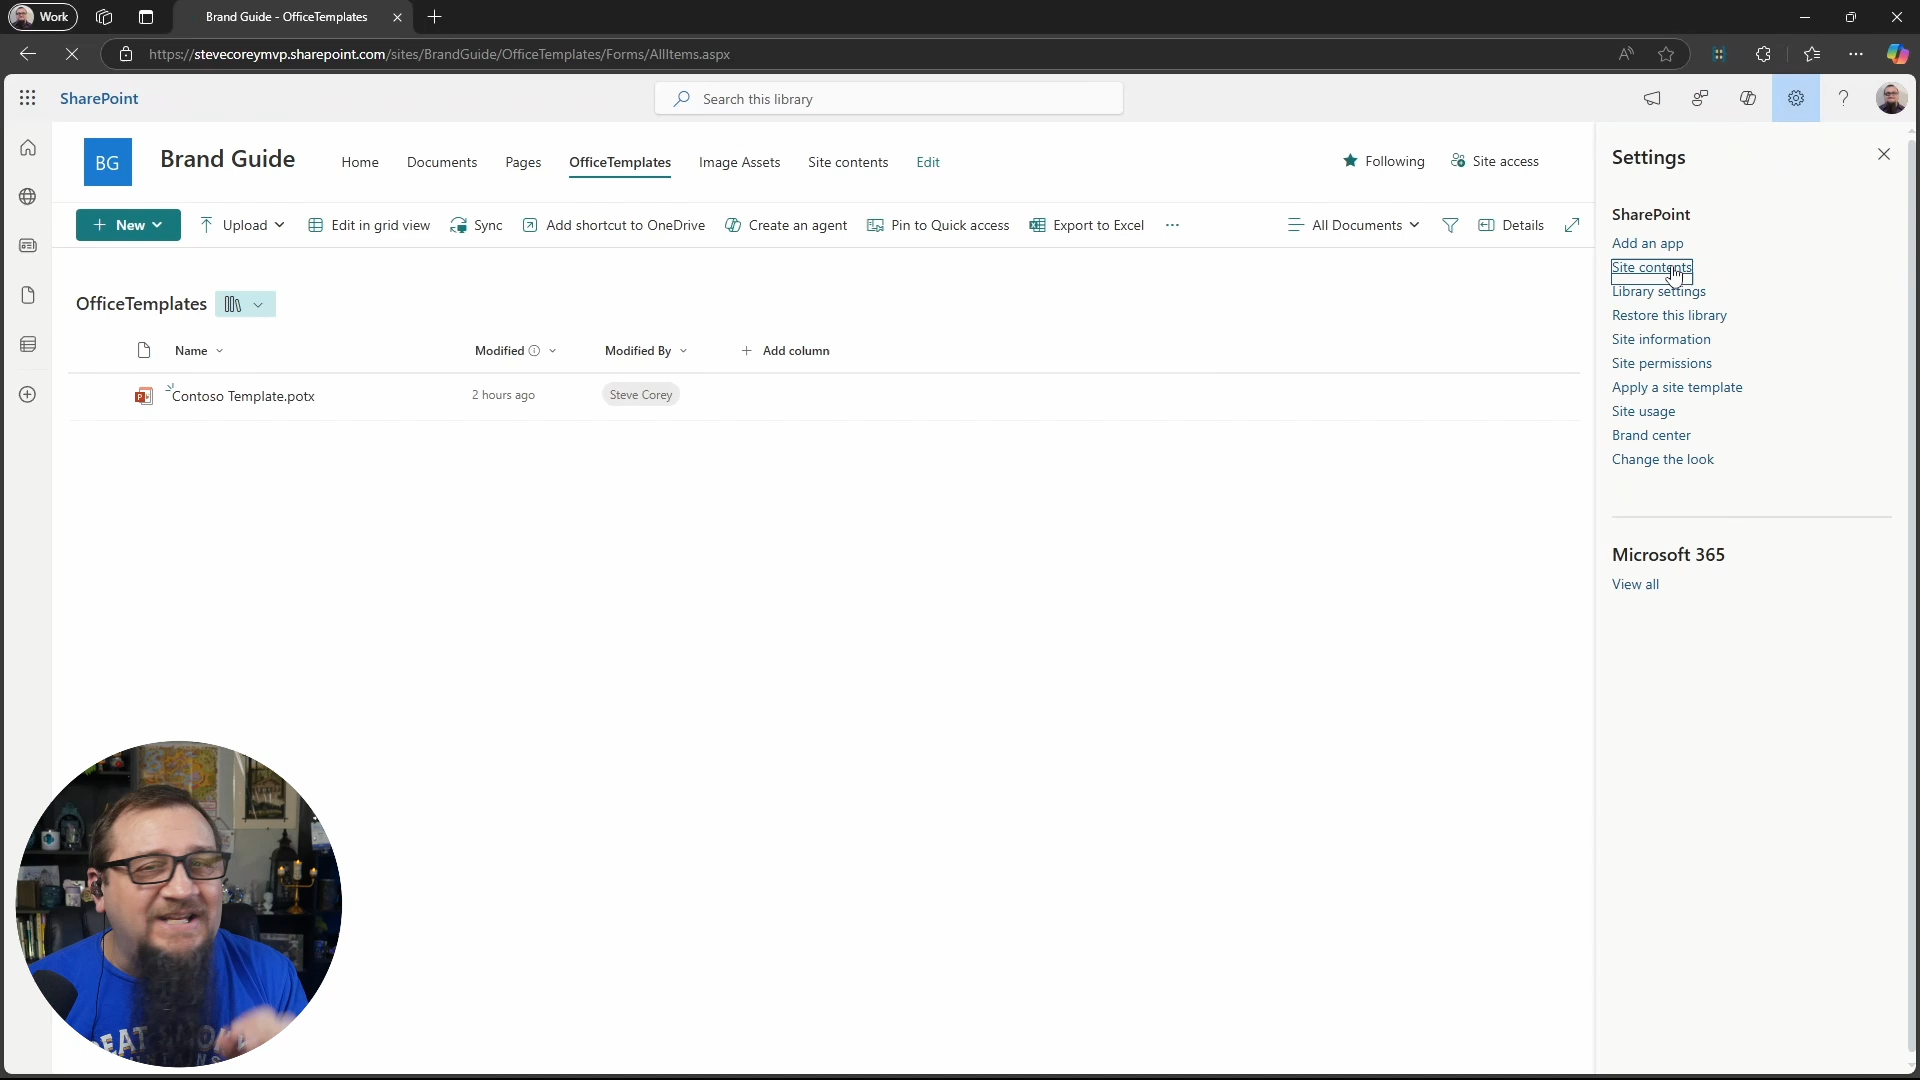 Work
Brand Guide - OfficeTemplates
https://stevecoreymvp.sharepoint.com/sites/BrandGuide/OfficeTemplates/Forms/AllItems.aspx
SharePoint
Search this library
BG
Brand Guide
Home
Documents
Pages
OfficeTemplates
Image Assets
Site contents
Edit
Following
Site access
New
Upload
Edit in grid view
Sync
Add shortcut to OneDrive
Create an agent
Pin to Quick access
Export to Excel
All Documents
Details
OfficeTemplates
Name
Modified
Modified By
Add column
Contoso Template.potx
2 hours ago
Steve Corey
Settings
SharePoint
Add an app
Site contents
Library settings
Restore this library
Site information
Site permissions
Apply a site template
Site usage
Brand center
Change the look
Microsoft 365
View all